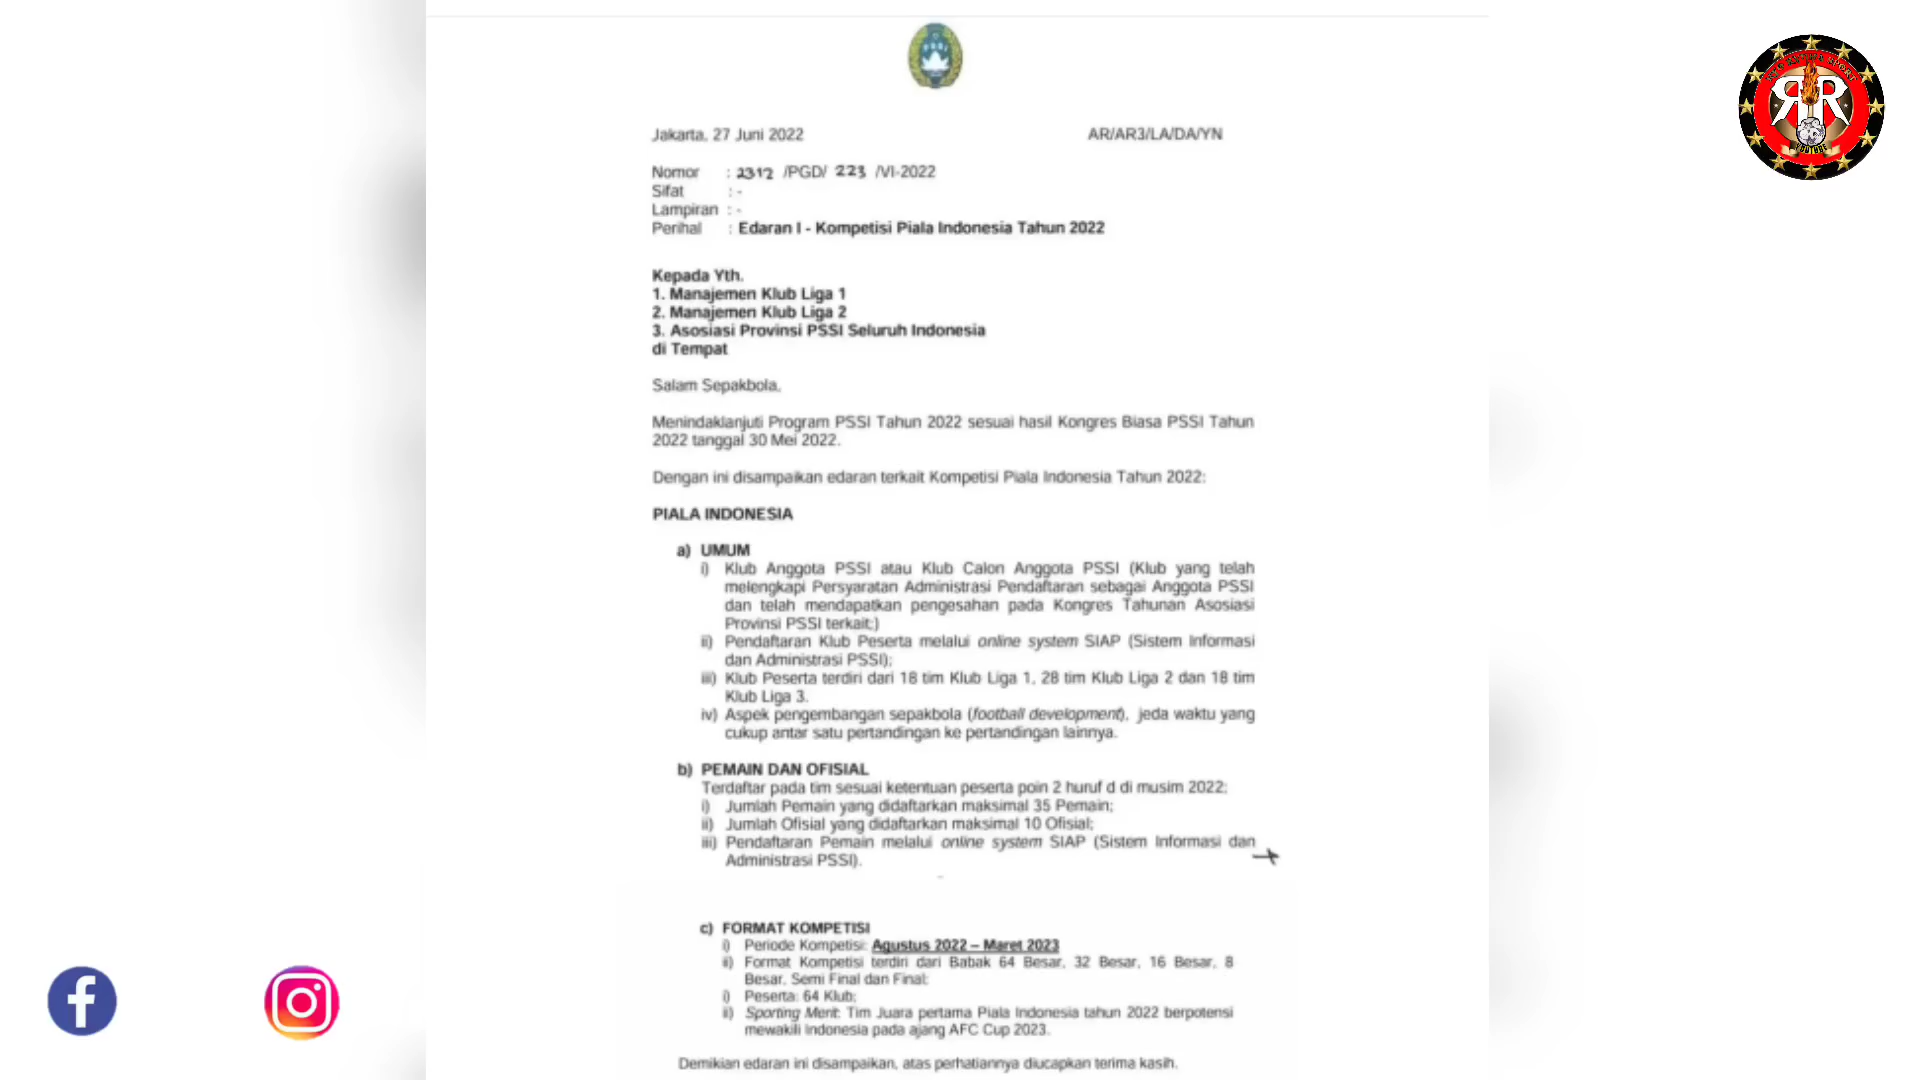 PSSI
Jakarta, 27 Juni 2022 AR/AR3/LA/DA/YN
Nomor : 2312 /PGD/ 223 /VI-2022
Sifat : -
Lampiran : -
Perihal : Edaran I - Kompetisi Piala Indonesia Tahun 2022
Kepada Yth.
1. Manajemen Klub Liga 1
2. Manajemen Klub Liga 2
3. Asosiasi Provinsi PSSI Seluruh Indonesia
di Tempat
Salam Sepakbola,
Menindaklanjuti Program PSSI Tahun 2022 sesuai hasil Kongres Biasa PSSI Tahun
2022 tanggal 30 Mei 2022.
Dengan ini disampaikan edaran terkait Kompetisi Piala Indonesia Tahun 2022:
PIALA INDONESIA
a) UMUM
i) Klub Anggota PSSI atau Klub Calon Anggota PSSI (Klub yang telah
melengkapi Persyaratan Administrasi Pendaftaran sebagai Anggota PSSI
dan telah mendapatkan pengesahan pada Kongres Tahunan Asosiasi
Provinsi PSSI terkait;)
ii) Pendaftaran Klub Peserta melalui online system SIAP (Sistem Informasi
dan Administrasi PSSI);
iii) Klub Peserta terdiri dari 18 tim Klub Liga 1, 28 tim Klub Liga 2 dan 18 tim
Klub Liga 3.
iv) Aspek pengembangan sepakbola (football development), jeda waktu yang
cukup antar satu pertandingan ke pertandingan lainnya.
b) PEMAIN DAN OFISIAL
Terdaftar pada tim sesuai ketentuan peserta poin 2 huruf d di musim 2022;
i) Jumlah Pemain yang didaftarkan maksimal 35 Pemain;
ii) Jumlah Ofisial yang didaftarkan maksimal 10 Ofisial;
iii) Pendaftaran Pemain melalui online system SIAP (Sistem Informasi dan
Administrasi PSSI).
c) FORMAT KOMPETISI
i) Periode Kompetisi: Agustus 2022 – Maret 2023
ii) Format Kompetisi terdiri dari Babak 64 Besar, 32 Besar, 16 Besar, 8
Besar, Semi Final dan Final;
i) Peserta: 64 Klub;
ii) Sporting Merit: Tim Juara pertama Piala Indonesia tahun 2022 berpotensi
mewakili Indonesia pada ajang AFC Cup 2023.
Demikian edaran ini disampaikan, atas perhatiannya diucapkan terima kasih.
RR
YOUTUBE